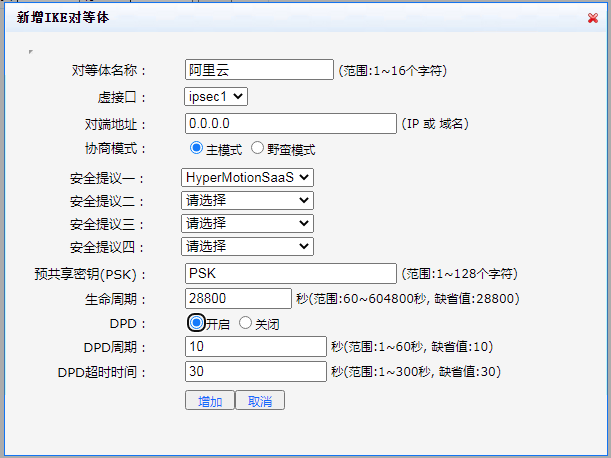 新增IKE对等体
对等体名称： 阿里云 (范围:1~16个字符)
虚接口： ipsec1
对端地址： 0.0.0.0 (IP 或 域名)
协商模式： 主模式 野蛮模式
安全提议一： HyperMotionSaaS
安全提议二： 请选择
安全提议三： 请选择
安全提议四： 请选择
预共享密钥(PSK)： PSK (范围:1~128个字符)
生命周期： 28800 秒(范围:60~604800秒, 缺省值:28800)
DPD： 开启 关闭
DPD周期： 10 秒(范围:1~60秒, 缺省值:10)
DPD超时时间： 30 秒(范围:1~300秒, 缺省值:30)
增加 取消